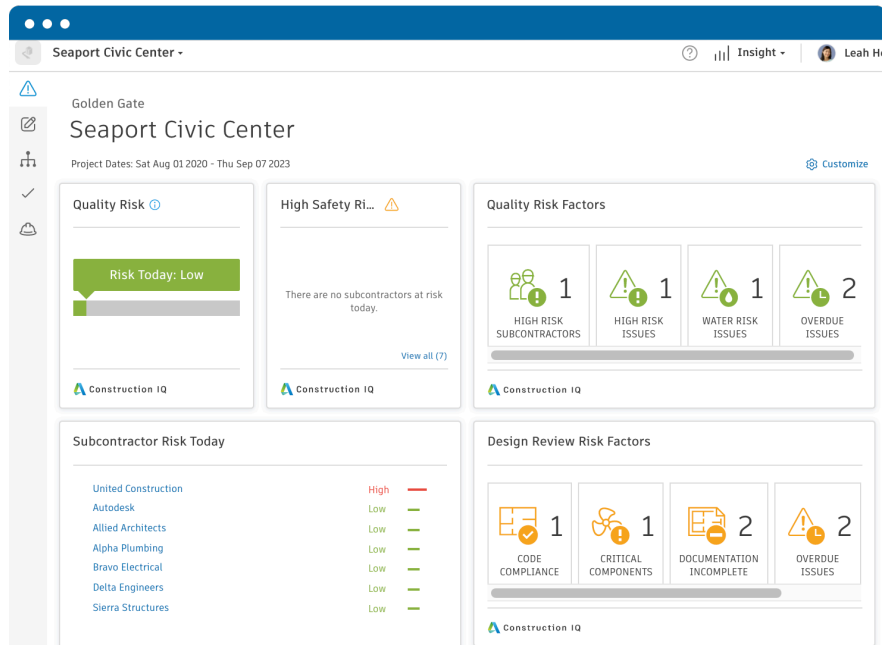 Seaport Civic Center
Insight
Leah
Golden Gate
Seaport Civic Center
Project Dates: Sat Aug 01 2020 - Thu Sep 07 2023
Customize
Quality Risk
Risk Today: Low
Construction IQ
High Safety Ri...
There are no subcontractors at risk
today.
View all (7)
Construction IQ
Quality Risk Factors
1
HIGH RISK
SUBCONTRACTORS
1
HIGH RISK
ISSUES
1
WATER RISK
ISSUES
2
OVERDUE
ISSUES
Construction IQ
Subcontractor Risk Today
United Construction High
Autodesk Low
Allied Architects Low
Alpha Plumbing Low
Bravo Electrical Low
Delta Engineers Low
Sierra Structures Low
Design Review Risk Factors
1
CODE
COMPLIANCE
1
CRITICAL
COMPONENTS
2
DOCUMENTATION
INCOMPLETE
2
OVERDUE
ISSUES
Construction IQ